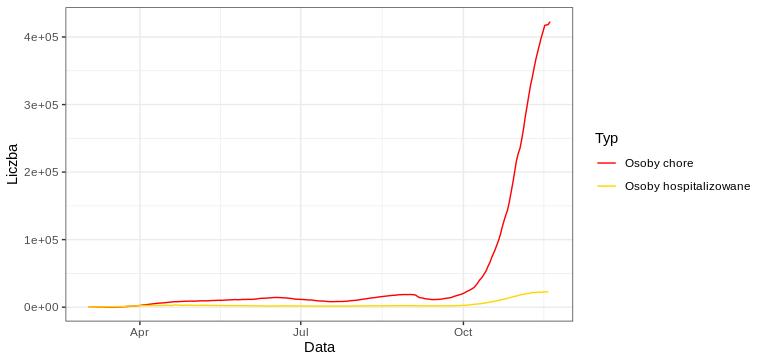 4e+05
3e+05
2e+05
1e+05
0e+00
Liczba
Apr
Jul
Oct
Data
Typ
Osoby chore
Osoby hospitalizowane